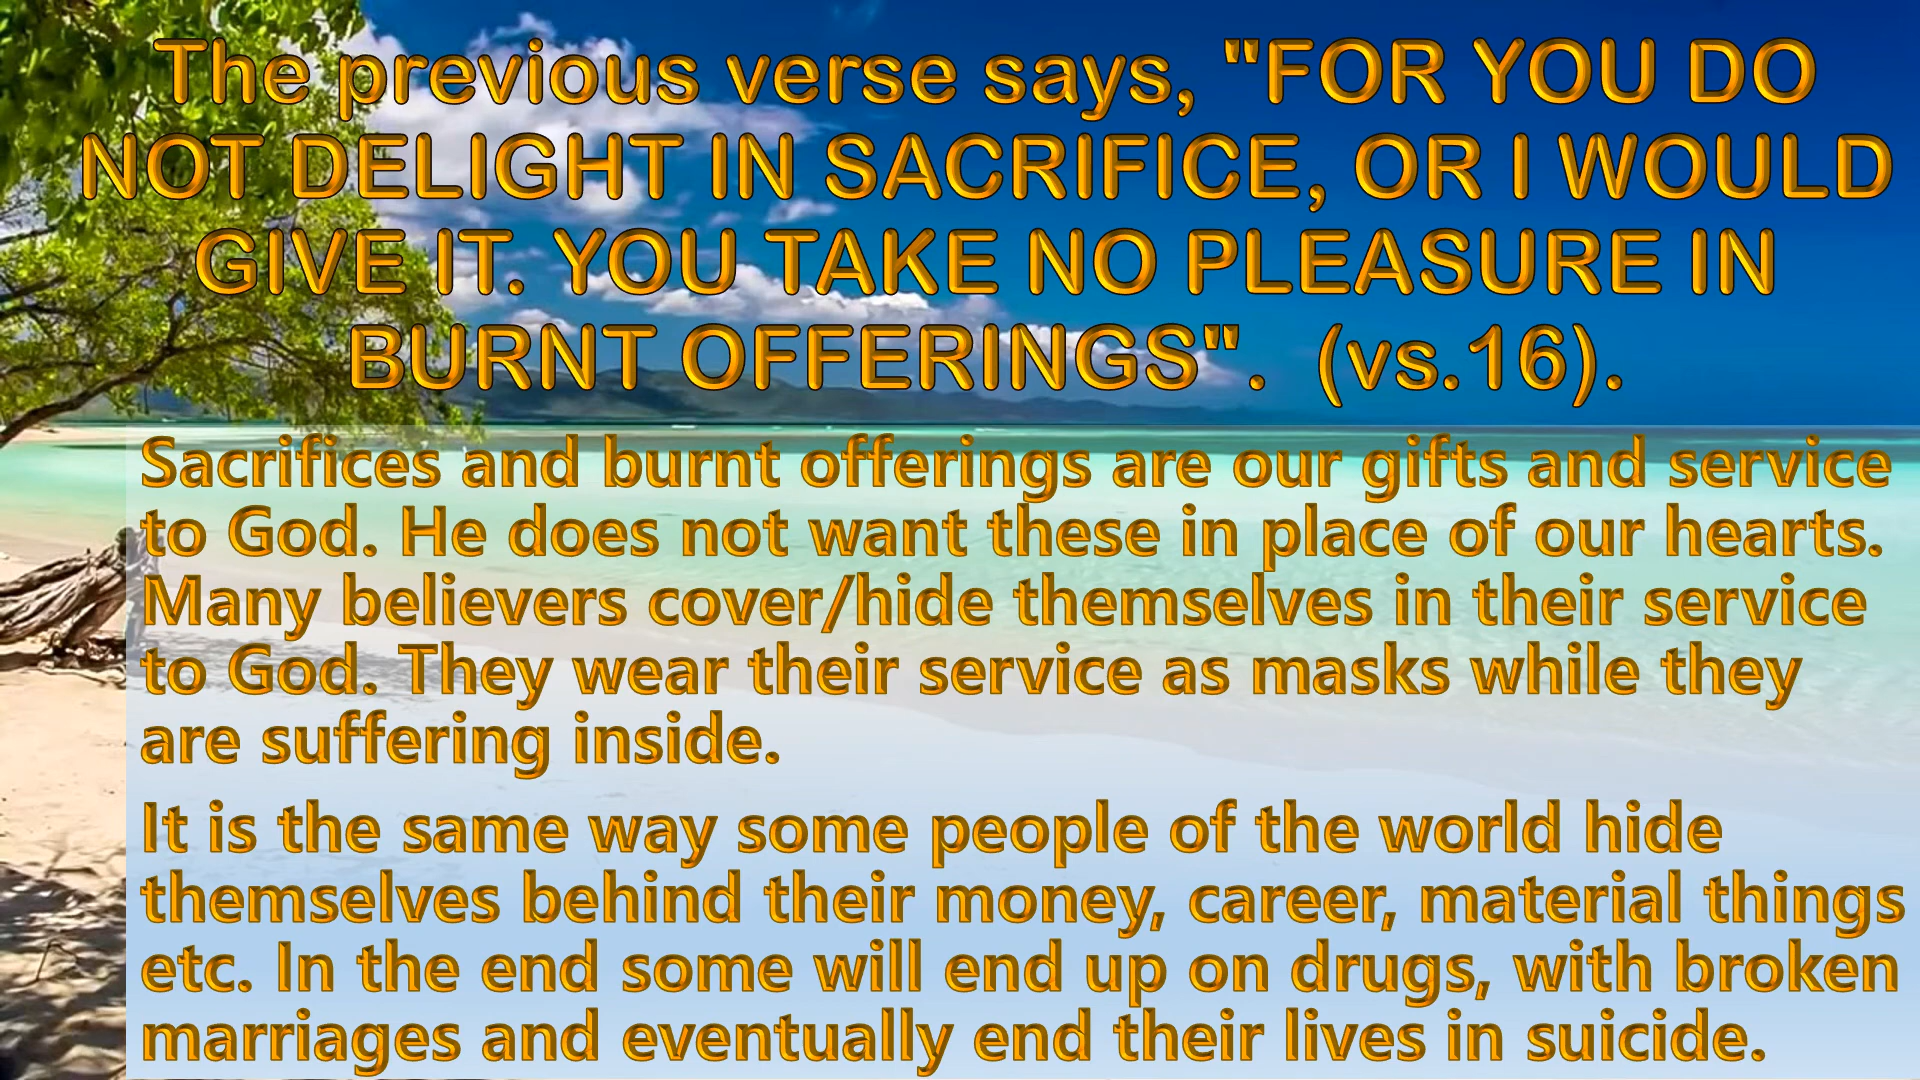 The previous verse says, "FOR YOU DO
NOT DELIGHT IN SACRIFICE, OR I WOULD
GIVE IT. YOU TAKE NO PLEASURE IN
BURNT OFFERINGS".  (vs.16).
Sacrifices and burnt offerings are our gifts and service
to God. He does not want these in place of our hearts.
Many believers cover/hide themselves in their service
to God. They wear their service as masks while they
are suffering inside.
It is the same way some people of the world hide
themselves behind their money, career, material things
etc. In the end some will end up on drugs, with broken
marriages and eventually end their lives in suicide.